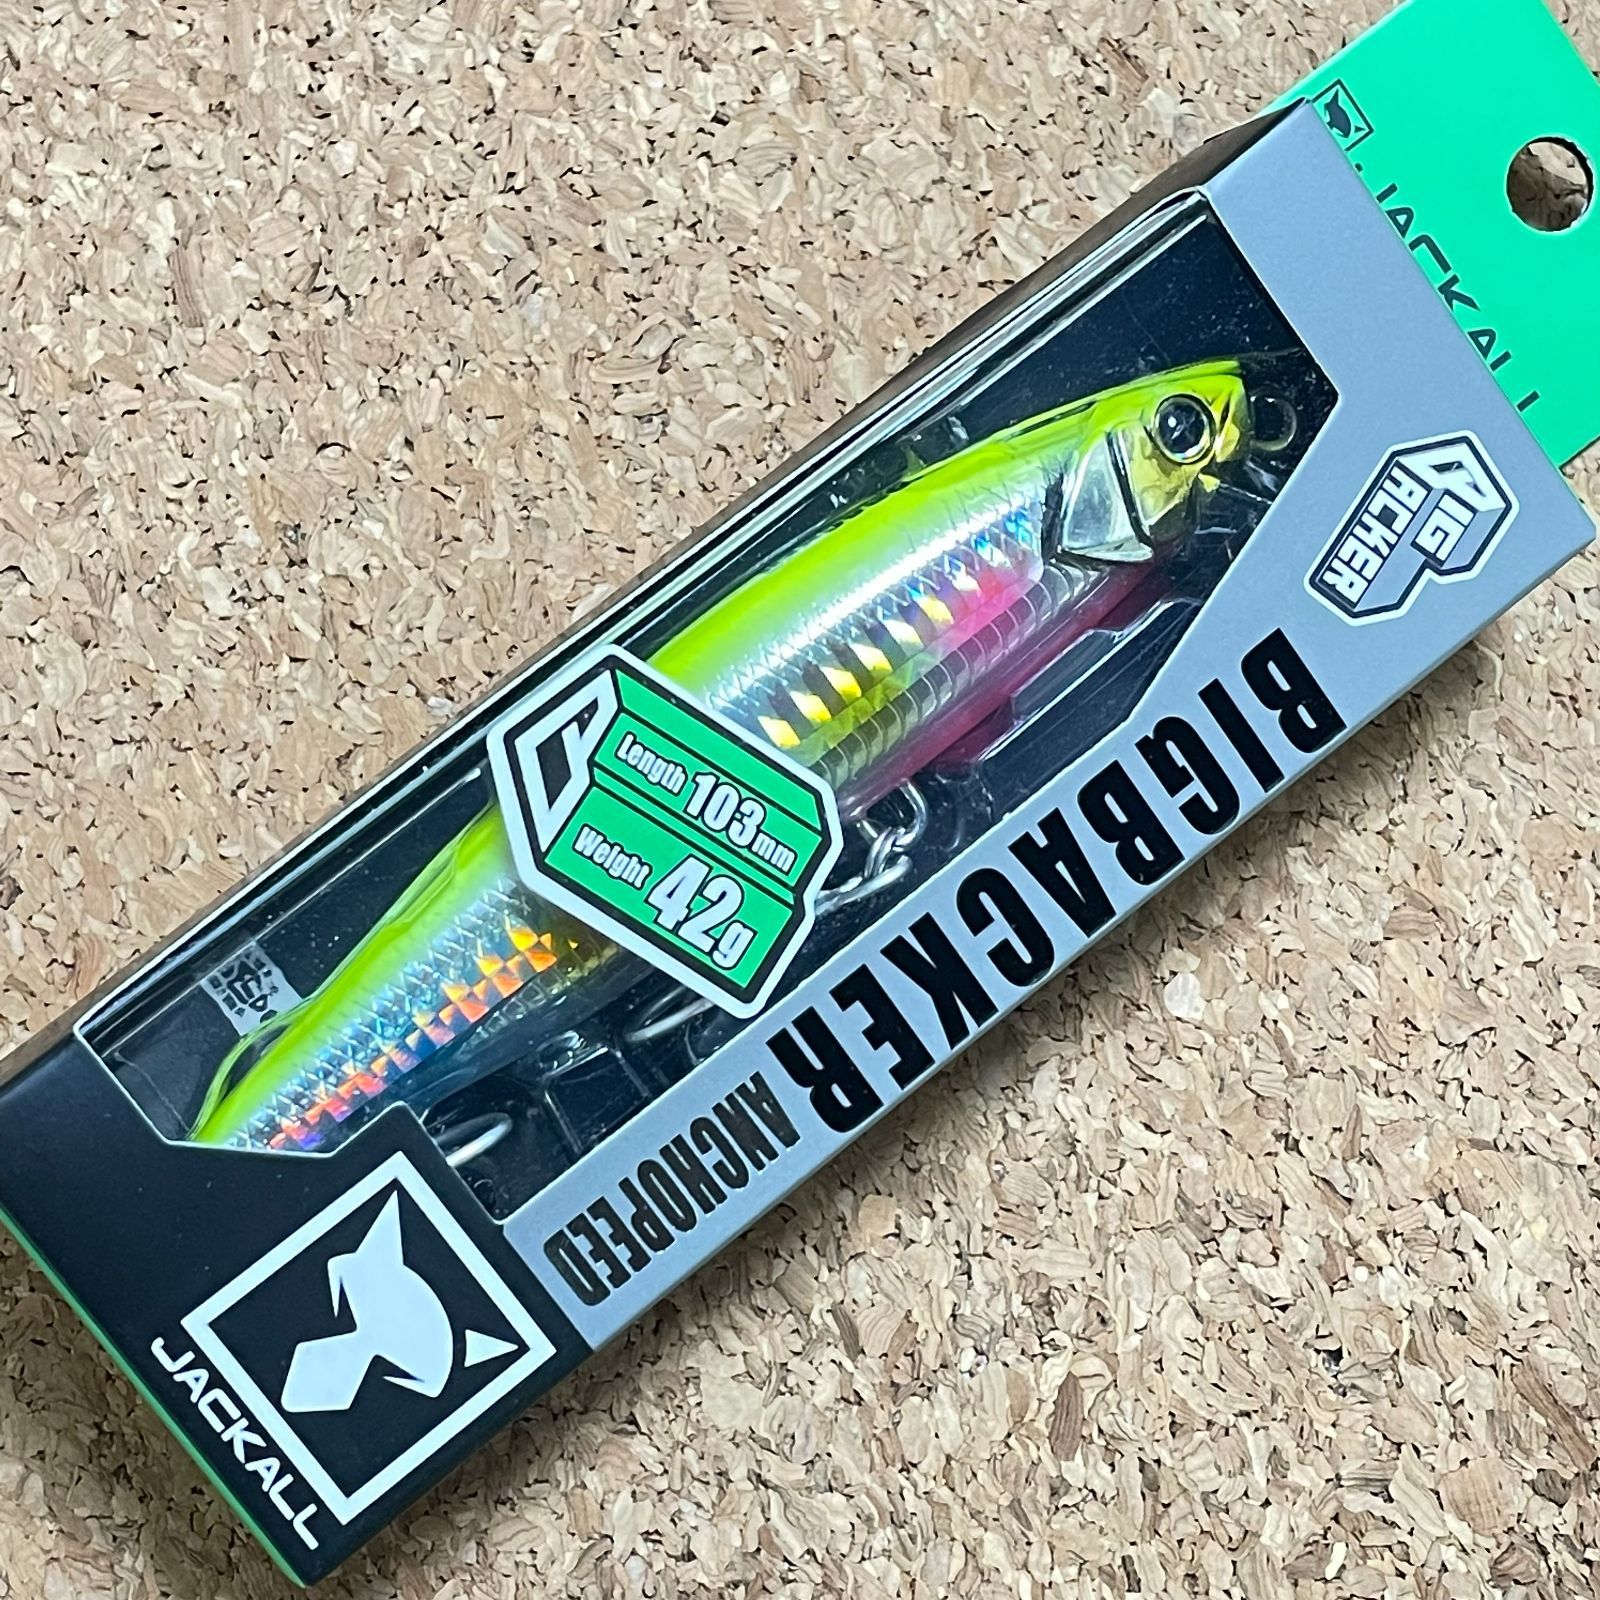 JACKALL
BIG
BACKER
BIGBACKER ANCHOPEED
Length 103mm
Weight 42g
JACKALL